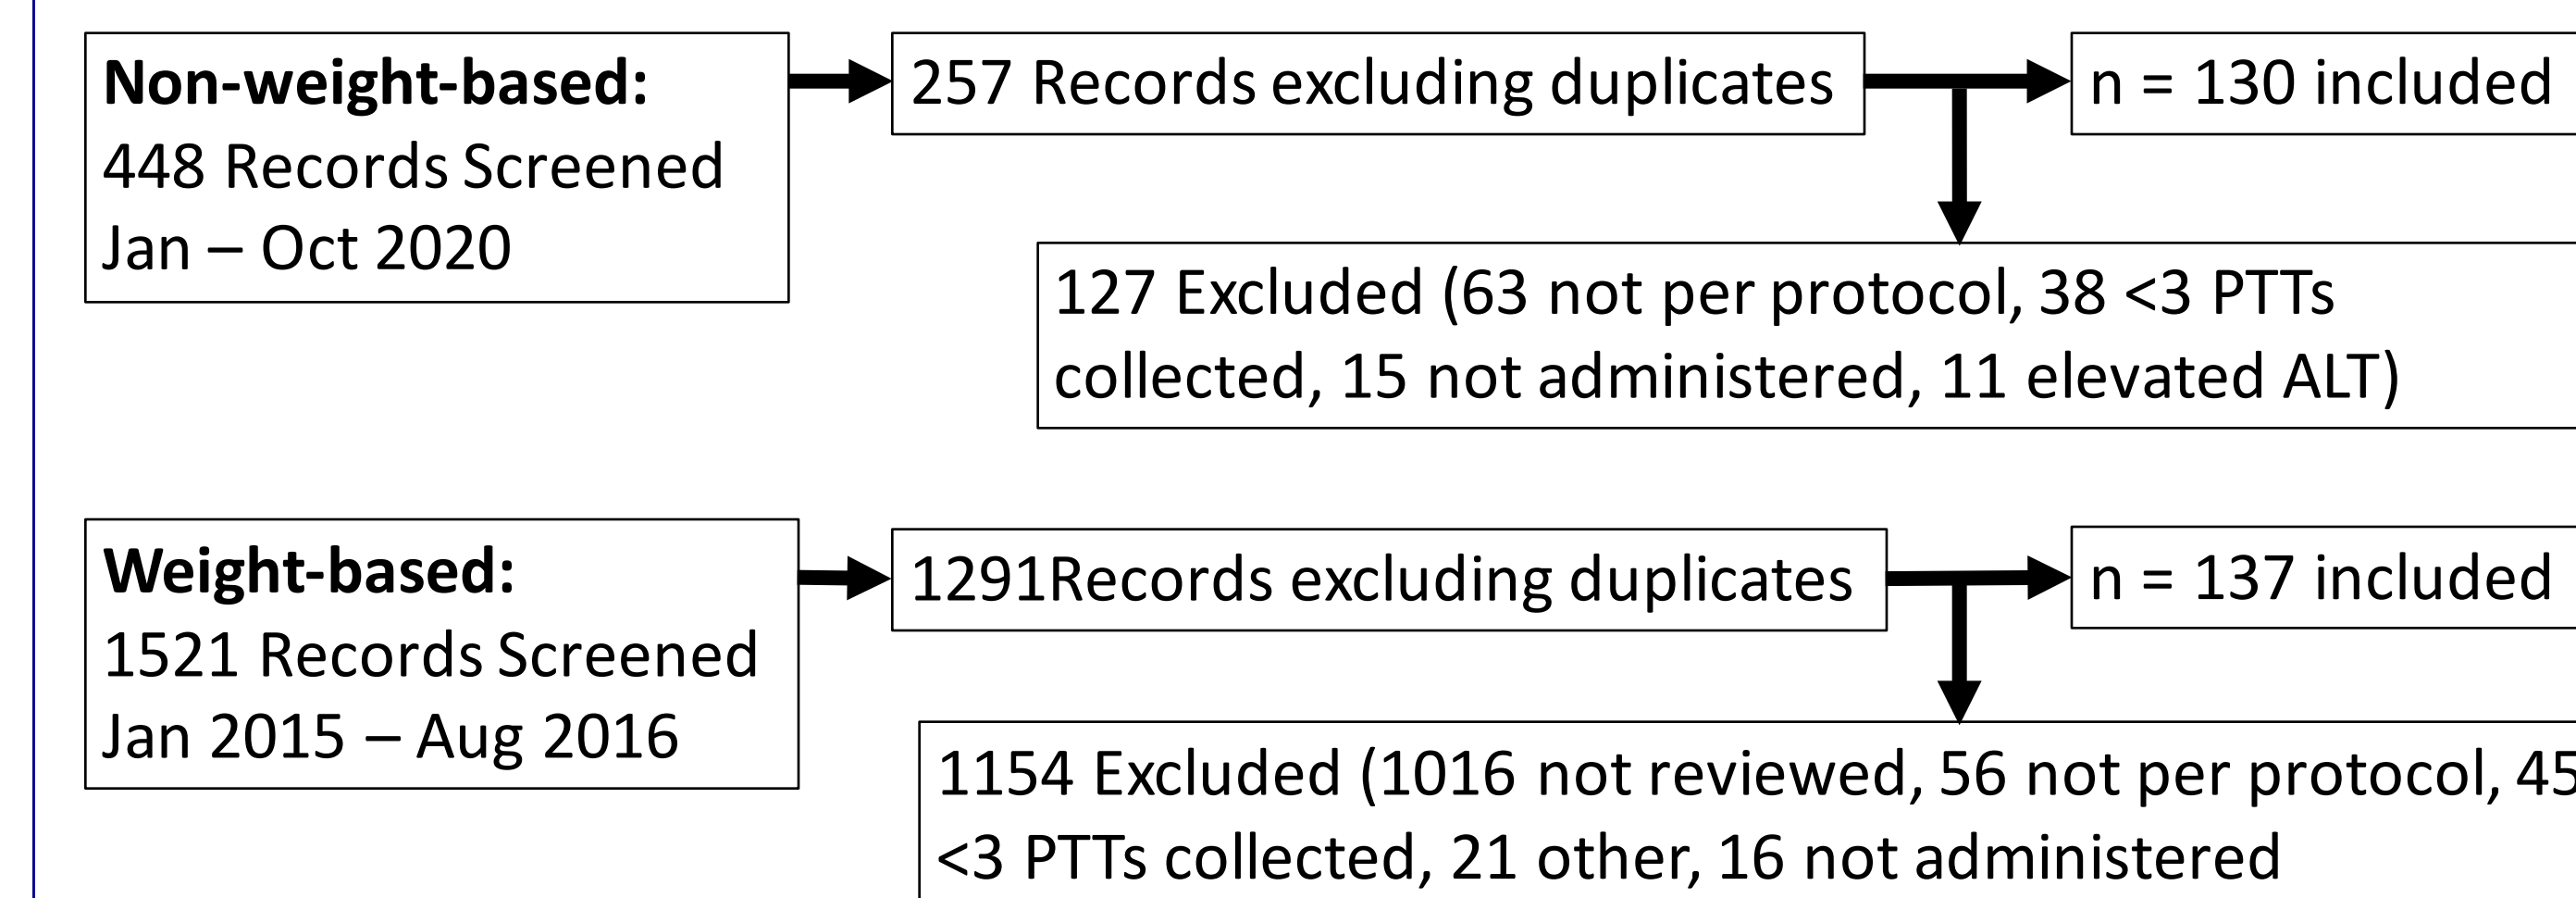 Non-weight-based:
448 Records Screened
Jan – Oct 2020
257 Records excluding duplicates
n = 130 included
127 Excluded (63 not per protocol, 38 <3 PTTs
collected, 15 not administered, 11 elevated ALT)
Weight-based:
1521 Records Screened
Jan 2015 – Aug 2016
1291Records excluding duplicates
n = 137 included
1154 Excluded (1016 not reviewed, 56 not per protocol, 45
<3 PTTs collected, 21 other, 16 not administered